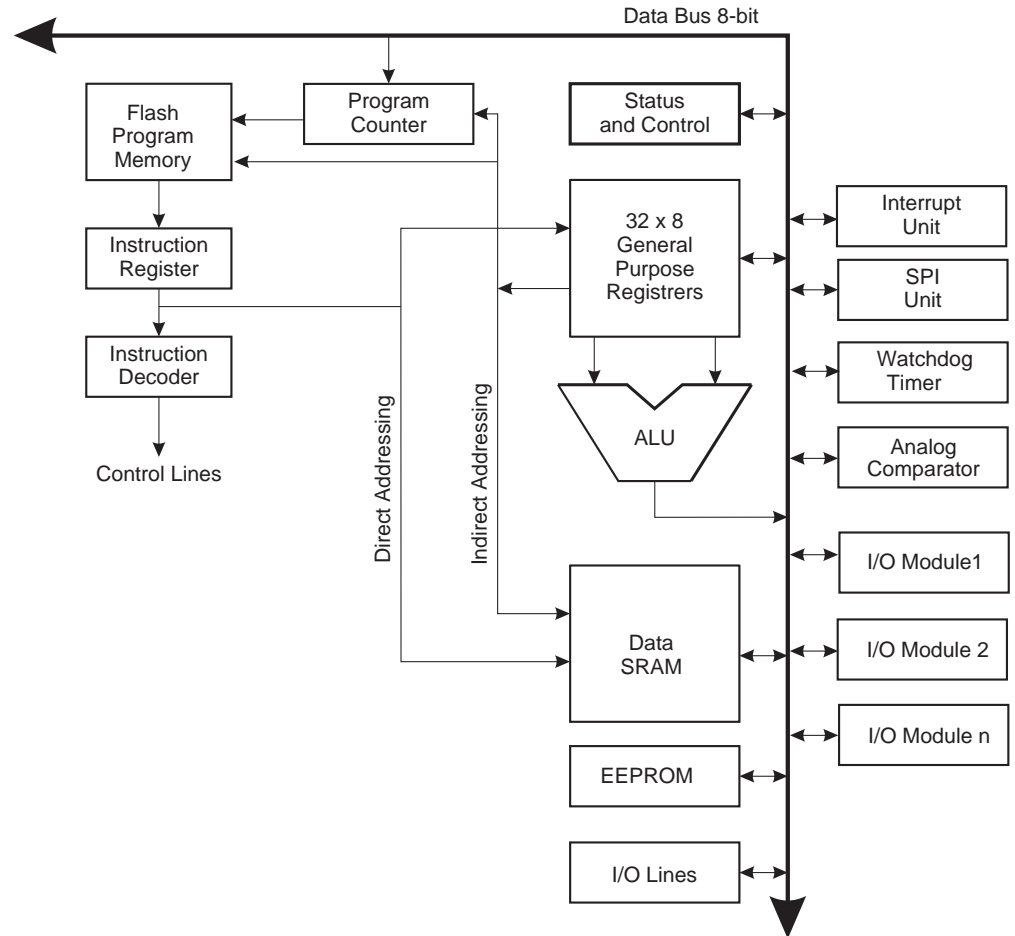 Data Bus 8-bit
Flash
Program
Memory
Program
Counter
Status
and Control
Interrupt
Unit
32 x 8
General
Purpose
Registrers
Instruction
Register
SPI
Unit
Instruction
Decoder
Watchdog
Timer
Control Lines
Direct Addressing
Indirect Addressing
ALU
Analog
Comparator
I/O Module1
Data
SRAM
I/O Module 2
I/O Module n
EEPROM
I/O Lines